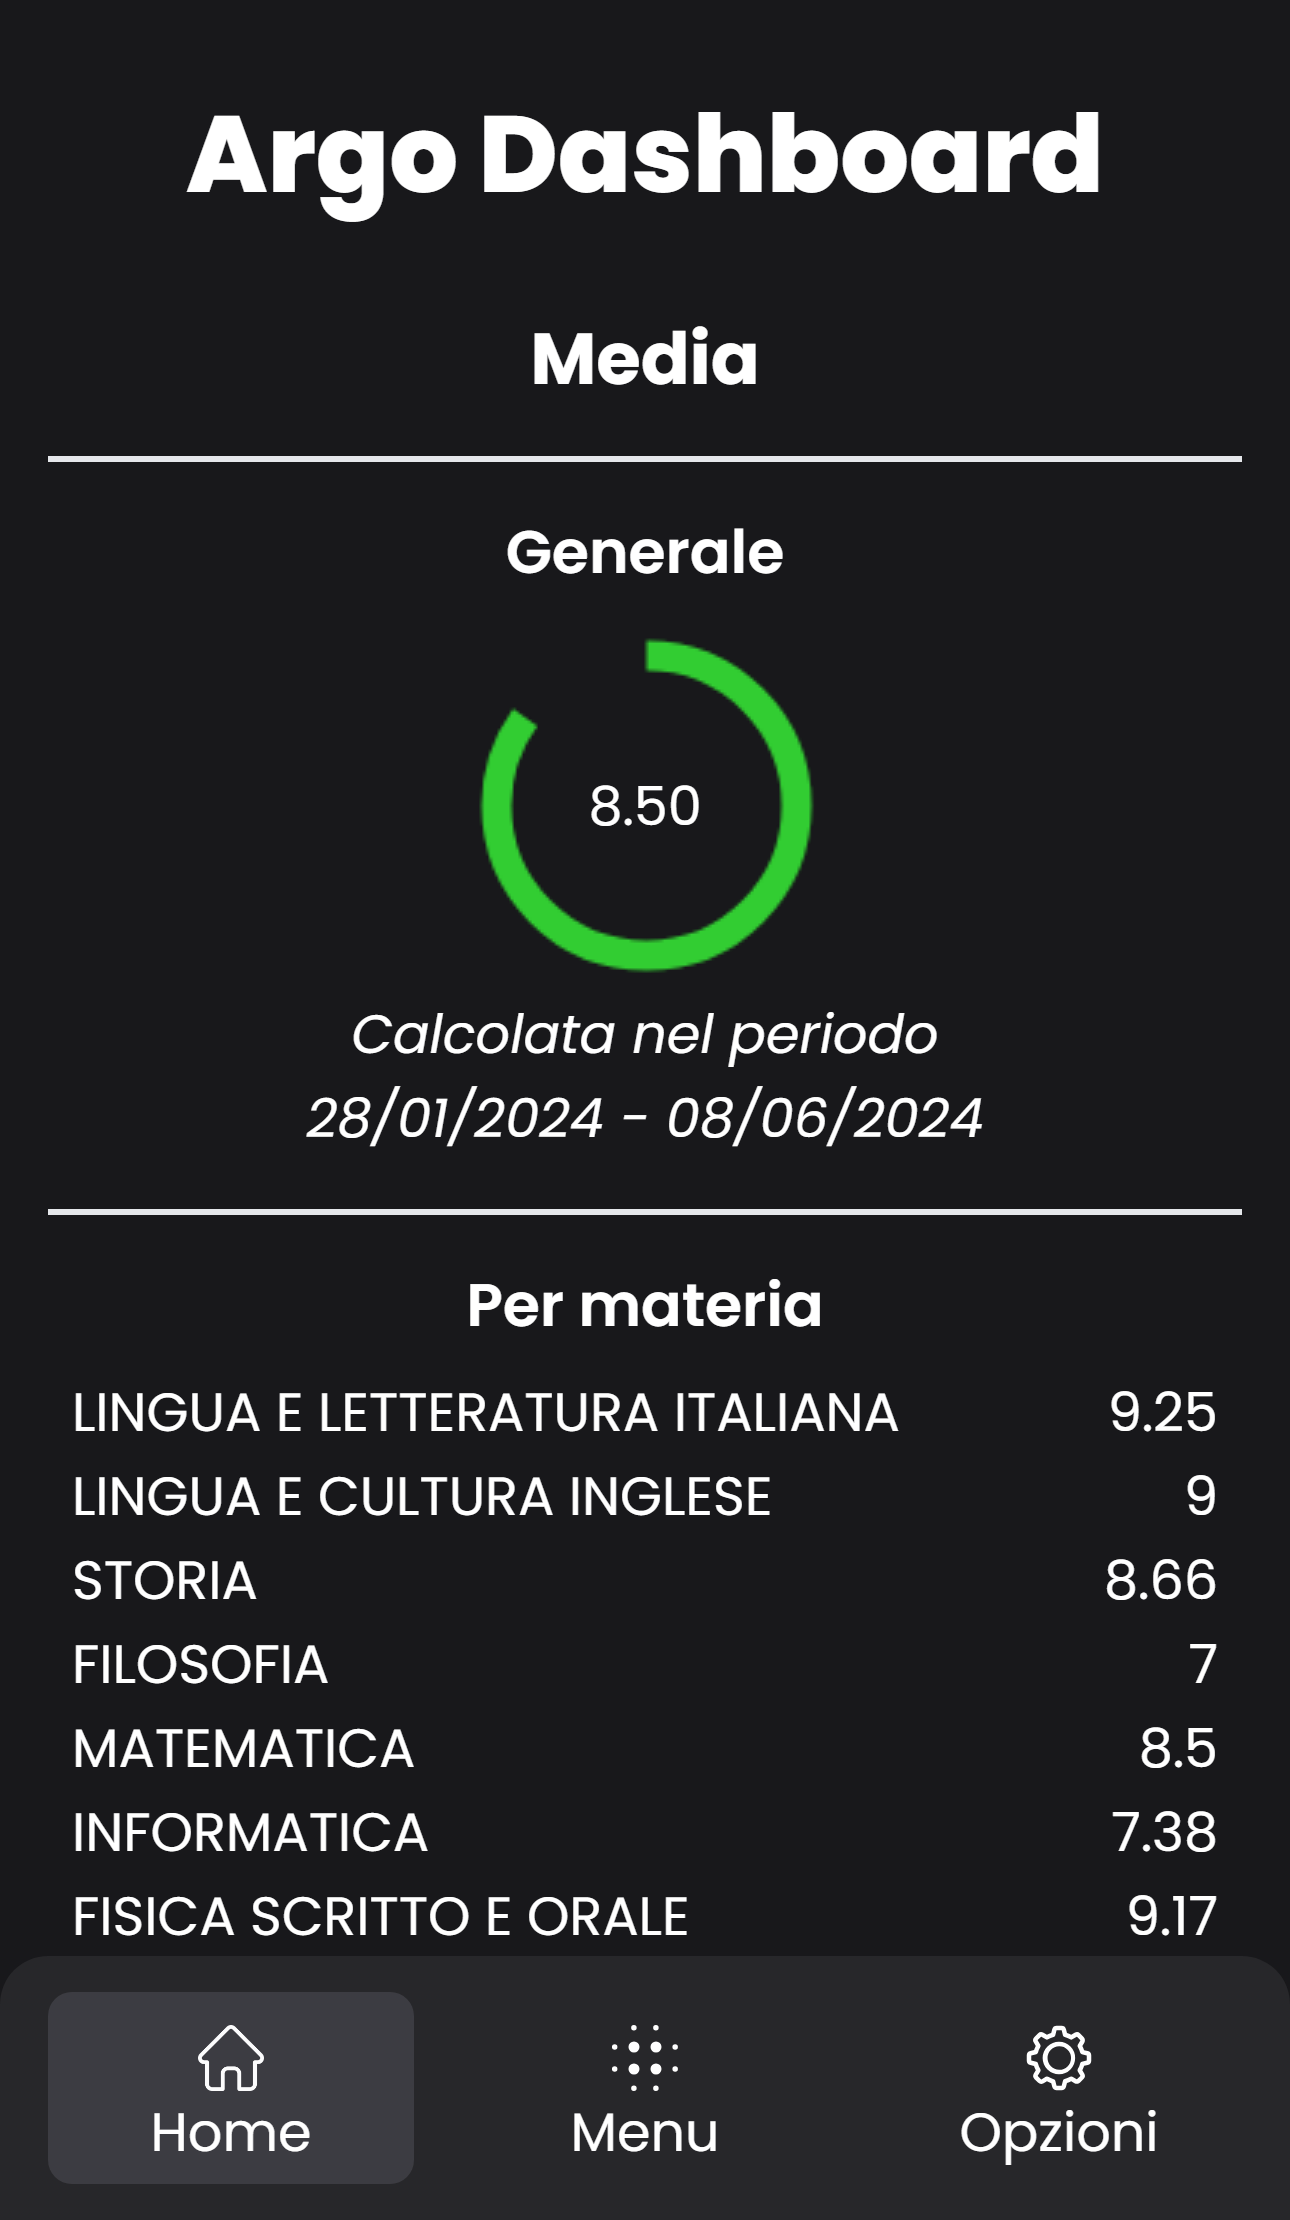 Argo Dashboard
Media
Generale
8.50
Calcolata nel periodo
28/01/2024 - 08/06/2024
Per materia
LINGUA E LETTERATURA ITALIANA 9.25
LINGUA E CULTURA INGLESE 9
STORIA 8.66
FILOSOFIA 7
MATEMATICA 8.5
INFORMATICA 7.38
FISICA SCRITTO E ORALE 9.17
Home Menu Opzioni